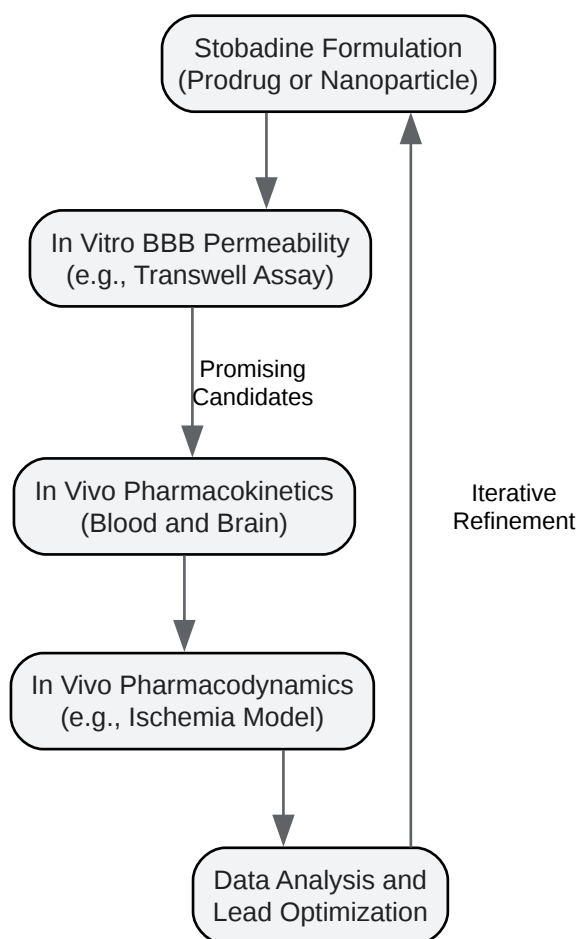 Stobadine Formulation
(Prodrug or Nanoparticle)
In Vitro BBB Permeability
(e.g., Transwell Assay)
Promising
Candidates
In Vivo Pharmacokinetics
(Blood and Brain)
Iterative
Refinement
In Vivo Pharmacodynamics
(e.g., Ischemia Model)
Data Analysis and
Lead Optimization